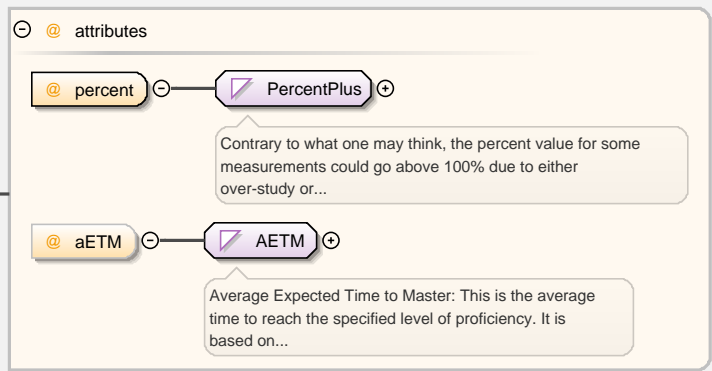 @ attributes
@ percent PercentPlus
Contrary to what one may think, the percent value for some
measurements could go above 100% due to either
over-study or...
@ aETM AETM
Average Expected Time to Master: This is the average
time to reach the specified level of proficiency. It is
based on...